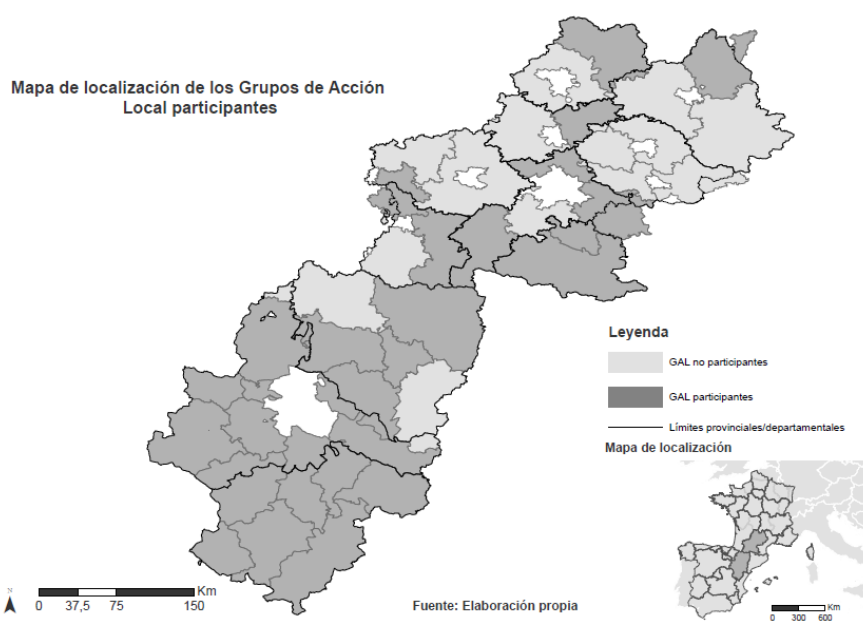 Mapa de localización de los Grupos de Acción
Local participantes
Leyenda
GAL no participantes
GAL participantes
Límites provinciales/departamentales
Mapa de localización
N
Km
0 37,5 75 150
Fuente: Elaboración propia
Km
0 300 600